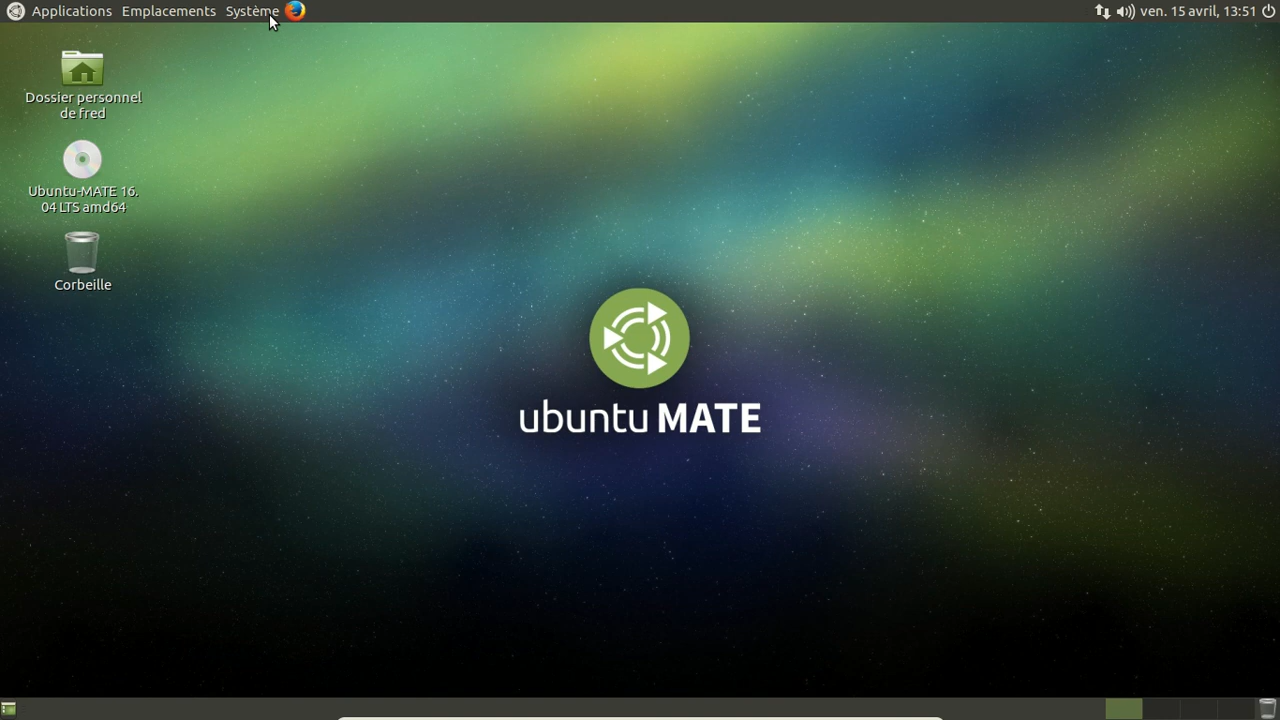 Applications Emplacements Système
ven. 15 avril, 13:51
Dossier personnel
de fred
Ubuntu-MATE 16.
04 LTS amd64
Corbeille
ubuntu MATE